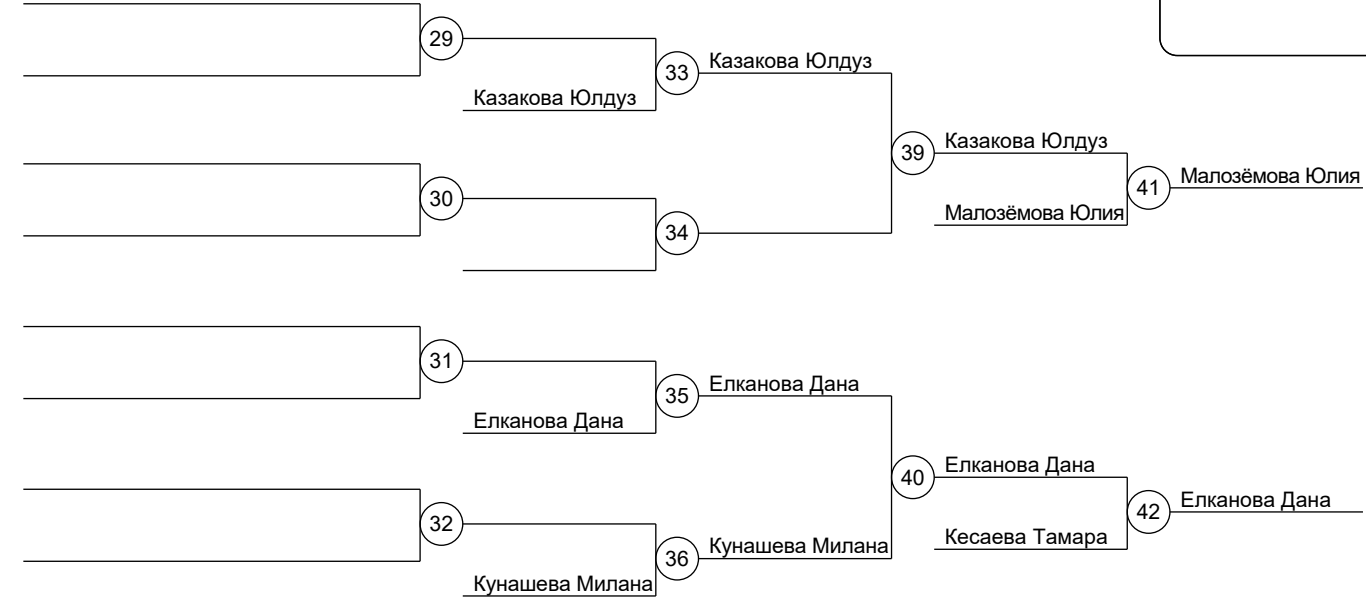 29
33
Казакова Юлдуз
Казакова Юлдуз
39
Казакова Юлдуз
41
Малозёмова Юлия
30
34
Малозёмова Юлия
31
35
Елканова Дана
Елканова Дана
40
Елканова Дана
42
Елканова Дана
32
36
Кунашева Милана
Кесаева Тамара
Кунашева Милана